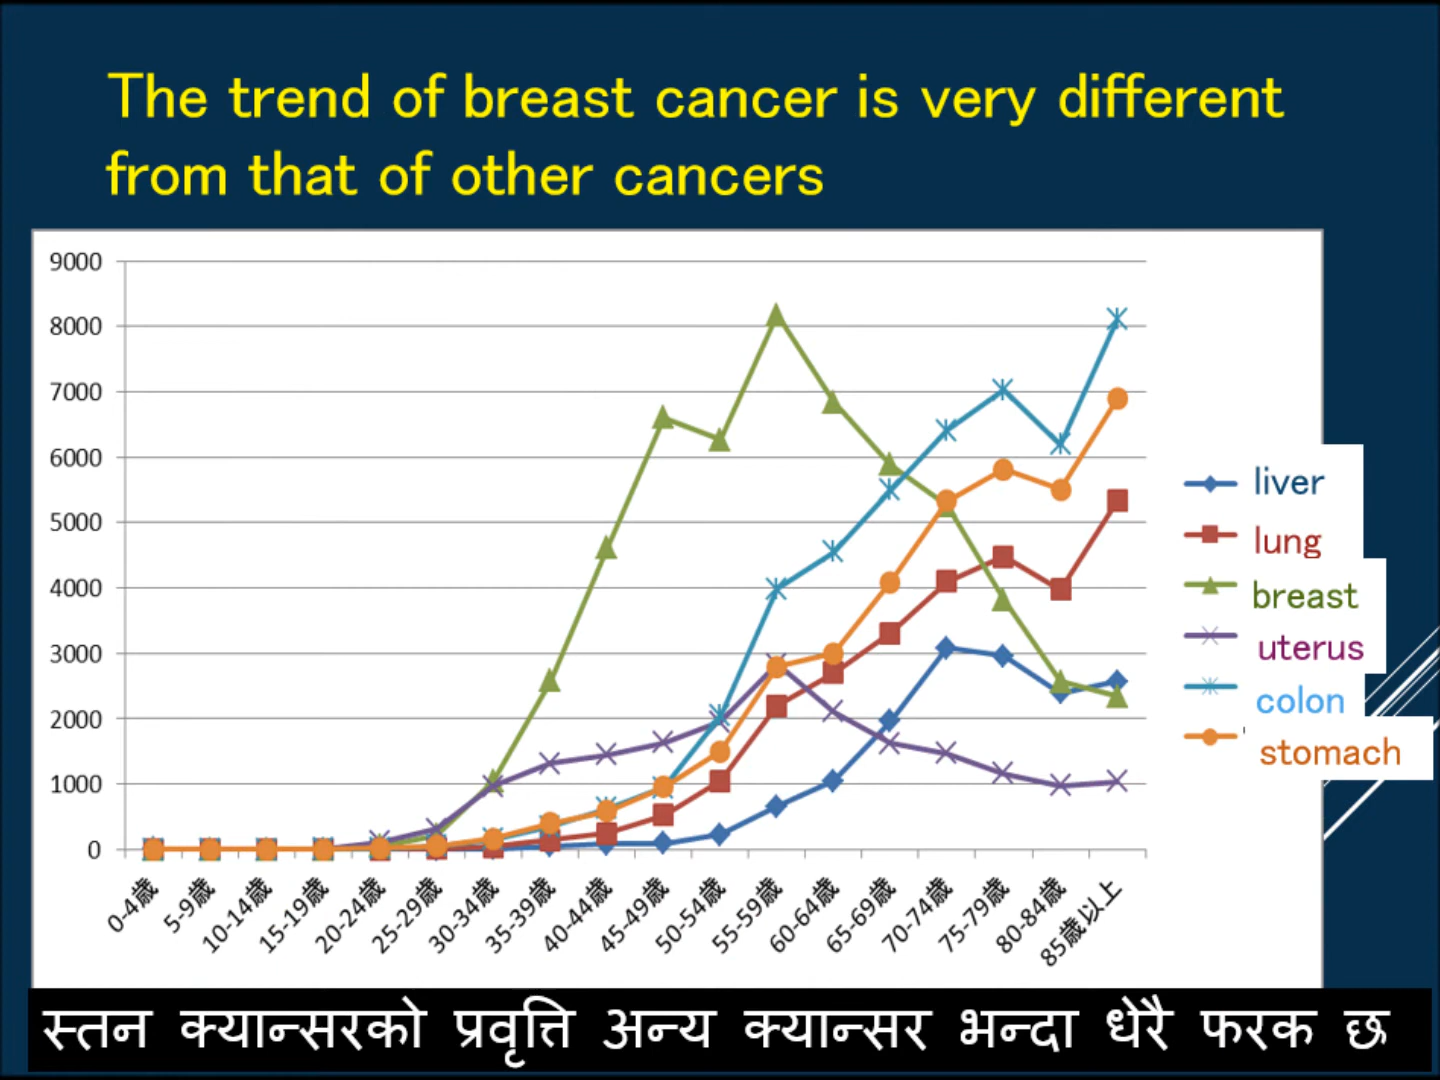 The trend of breast cancer is very different
from that of other cancers
9000
8000
7000
6000
5000
4000
3000
2000
1000
0
0-4歳
5-9歳
10-14歳
15-19歳
20-24歳
25-29歳
30-34歳
35-39歳
40-44歳
45-49歳
50-54歳
55-59歳
60-64歳
65-69歳
70-74歳
75-79歳
80-84歳
85歳以上
liver
lung
breast
uterus
colon
stomach
स्तन क्यान्सरको प्रवृत्ति अन्य क्यान्सर भन्दा धेरै फरक छ